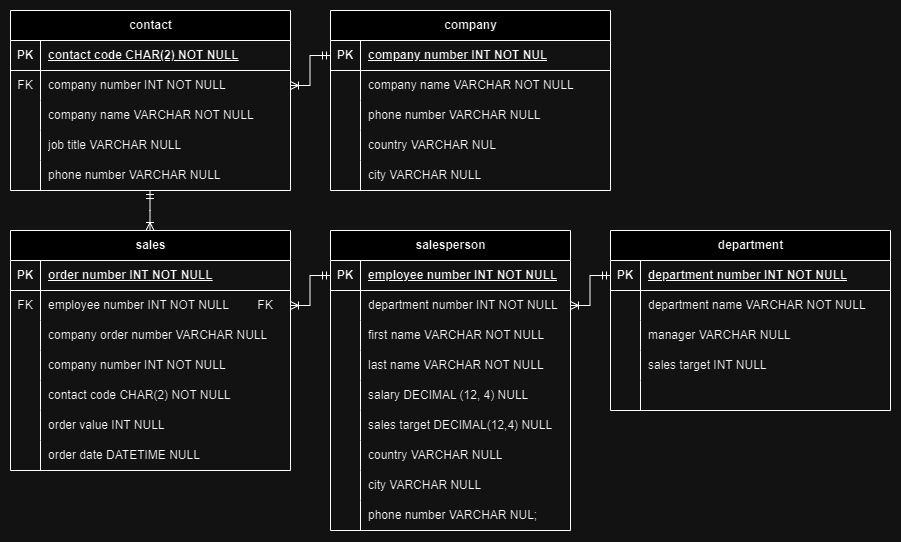 contact
PK contact code CHAR(2) NOT NULL
FK company number INT NOT NULL
company name VARCHAR NOT NULL
job title VARCHAR NULL
phone number VARCHAR NULL
company
PK company number INT NOT NUL
company name VARCHAR NOT NULL
phone number VARCHAR NULL
country VARCHAR NUL
city VARCHAR NULL
sales
PK order number INT NOT NULL
FK employee number INT NOT NULL FK
company order number VARCHAR NULL
company number INT NOT NULL
contact code CHAR(2) NOT NULL
order value INT NULL
order date DATETIME NULL
salesperson
PK employee number INT NOT NULL
department number INT NOT NULL
first name VARCHAR NOT NULL
last name VARCHAR NOT NULL
salary DECIMAL (12, 4) NULL
sales target DECIMAL(12,4) NULL
country VARCHAR NULL
city VARCHAR NULL
phone number VARCHAR NUL;
department
PK department number INT NOT NULL
department name VARCHAR NOT NULL
manager VARCHAR NULL
sales target INT NULL